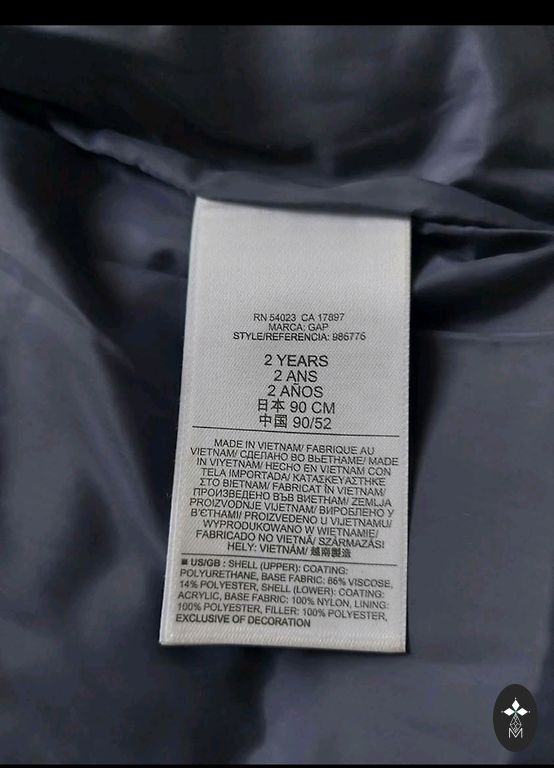 RN 54023 CA 17897
MARCA: GAP
STYLE/REFERENCIA: 985776
2 YEARS
2 ANS
2 AÑOS
日本 90 CM
中国 90/52
MADE IN VIETNAM/ FABRIQUE AU
VIETNAM/ СДЕЛАНО ВО ВЬЕТНАМЕ/ MADE
IN VIYETNAM/ HECHO EN VIETNAM CON
TELA IMPORTADA/ ΚΑΤΑΣΚΕΥΑΣΤΗΚΕ
ΣΤΟ ΒΙΕΤΝΑΜ/ FABRICAT ÎN VIETNAM/
ПРОИЗВЕДЕНО ВЪВ ВИЕТНАМ/ ZEMLJA
PROIZVODNJE VIJETNAM/ ВИРОБЛЕНО У
В'ЄТНАМІ/ PROIZVEDENO U VIJETNAMU/
WYPRODUKOWANO W WIETNAMIE/
FABRICADO NO VIETNÃ/ SZÁRMAZÁSI
HELY: VIETNÁM/ 越南製造
■ US/GB : SHELL (UPPER): COATING:
POLYURETHANE, BASE FABRIC: 86% VISCOSE,
14% POLYESTER, SHELL (LOWER): COATING:
ACRYLIC, BASE FABRIC: 100% NYLON, LINING:
100% POLYESTER, FILLER: 100% POLYESTER,
EXCLUSIVE OF DECORATION
M